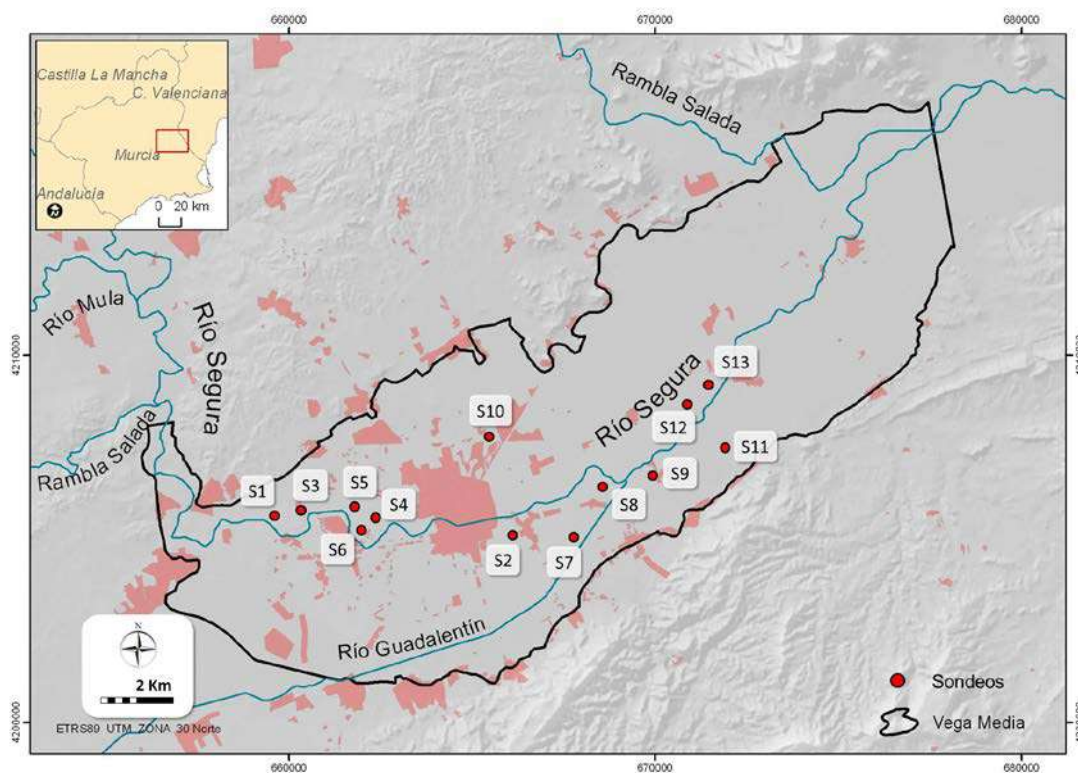 660000
670000
680000
Castilla La Mancha
C. Valenciana
Murcia
Andalucía
N
0 20 km
Rambla Salada
Río Mula
Río Segura
Rambla Salada
4210000
S13
Río Segura
S10
S12
S11
S1
S3
S5
S4
S9
S8
S6
S2
S7
Río Guadalentín
N
2 Km
Sondeos
Vega Media
ETRS89 UTM ZONA 30 Norte
4200000
660000
670000
680000